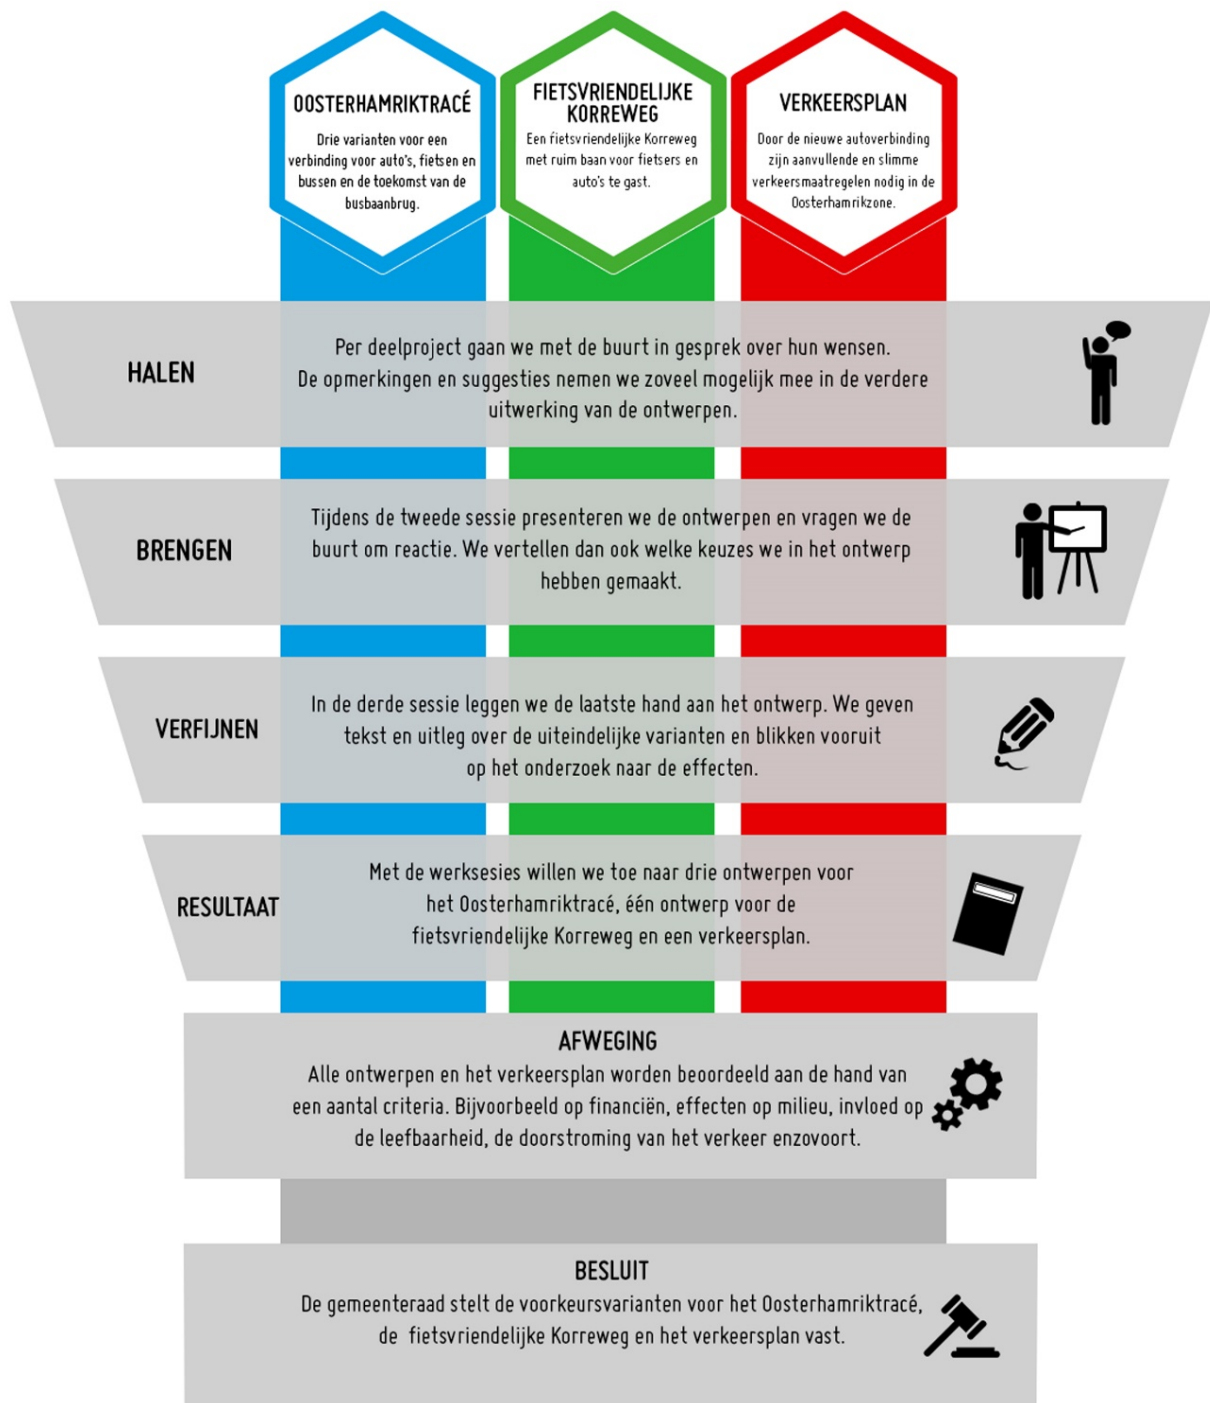 OOSTERHAMRIKTRACÉ
Drie varianten voor een
verbinding voor auto's, fietsen en
bussen en de toekomst van de
busbaanbrug.
FIETSVRIENDELIJKE
KORREWEG
Een fietsvriendelijke Korreweg
met ruim baan voor fietsers en
auto's te gast.
VERKEERSPLAN
Door de nieuwe autoverbinding
zijn aanvullende en slimme
verkeersmaatregelen nodig in de
Oosterhamrikzone.
HALEN
Per deelproject gaan we met de buurt in gesprek over hun wensen.
De opmerkingen en suggesties nemen we zoveel mogelijk mee in de verdere
uitwerking van de ontwerpen.
BRENGEN
Tijdens de tweede sessie presenteren we de ontwerpen en vragen we de
buurt om reactie. We vertellen dan ook welke keuzes we in het ontwerp
hebben gemaakt.
VERFIJNEN
In de derde sessie leggen we de laatste hand aan het ontwerp. We geven
tekst en uitleg over de uiteindelijke varianten en blikken vooruit
op het onderzoek naar de effecten.
RESULTAAT
Met de werksesies willen we toe naar drie ontwerpen voor
het Oosterhamriktracé, één ontwerp voor de
fietsvriendelijke Korreweg en een verkeersplan.
AFWEGING
Alle ontwerpen en het verkeersplan worden beoordeeld aan de hand van
een aantal criteria. Bijvoorbeeld op financiën, effecten op milieu, invloed op
de leefbaarheid, de doorstroming van het verkeer enzovoort.
BESLUIT
De gemeenteraad stelt de voorkeursvarianten voor het Oosterhamriktracé,
de fietsvriendelijke Korreweg en het verkeersplan vast.